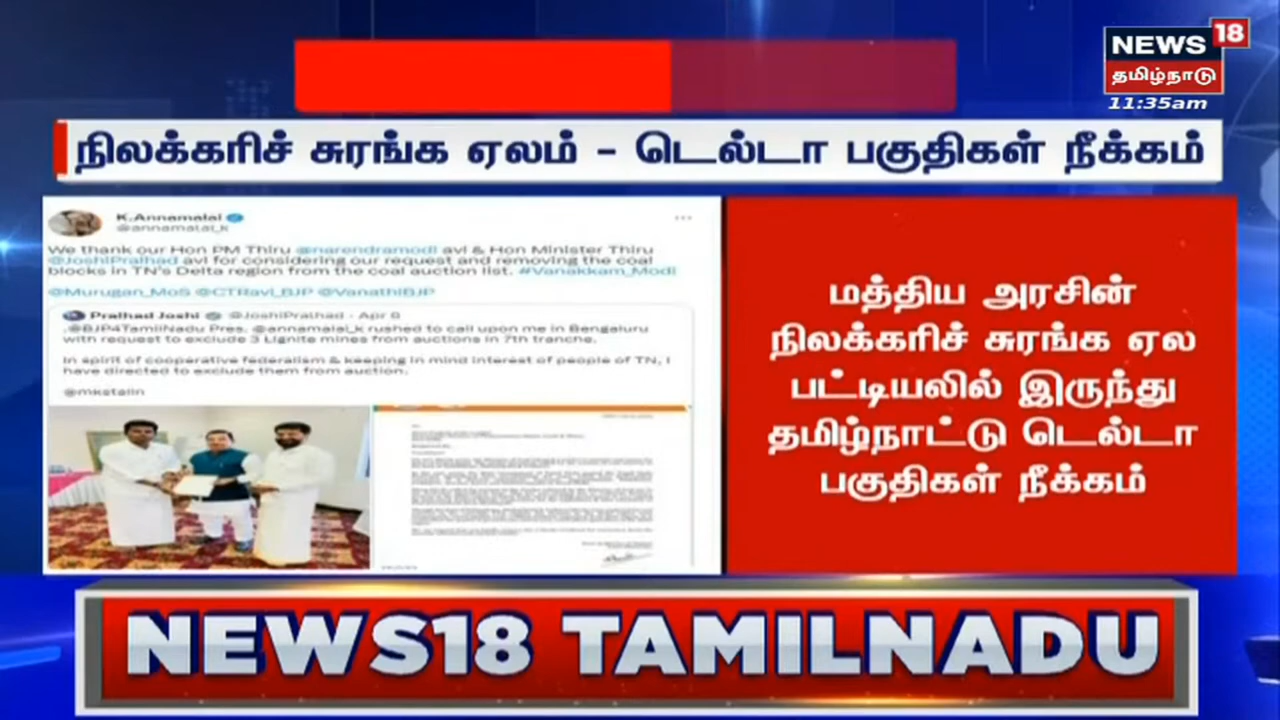 NEWS 18
தமிழ்நாடு
11:35am
நிலக்கரிச் சுரங்க ஏலம் - டெல்டா பகுதிகள் நீக்கம்
K.Annamalai
@annamalai_k
We thank our Hon PM Thiru @narendramodi avl & Hon Minister Thiru
@JoshiPralhad avl for considering our request and removing the coal
blocks in TN's Delta region from the coal auction list. #Vanakkam_Modi
@Murugan_MoS @CTRavi_BJP @VanathiBJP
Pralhad Joshi @JoshiPralhad - Apr
.@BJP4TamilNadu Pres. @annamalai_k rushed to call upon me in Bengaluru
with request to exclude 3 Lignite mines from auctions in 7th tranche.
In spirit of cooperative federalism & keeping in mind interest of people of TN, I
have directed to exclude them from auction.
@mkstalin
மத்திய அரசின்
நிலக்கரிச் சுரங்க ஏல
பட்டியலில் இருந்து
தமிழ்நாட்டு டெல்டா
பகுதிகள் நீக்கம்
NEWS18 TAMILNADU